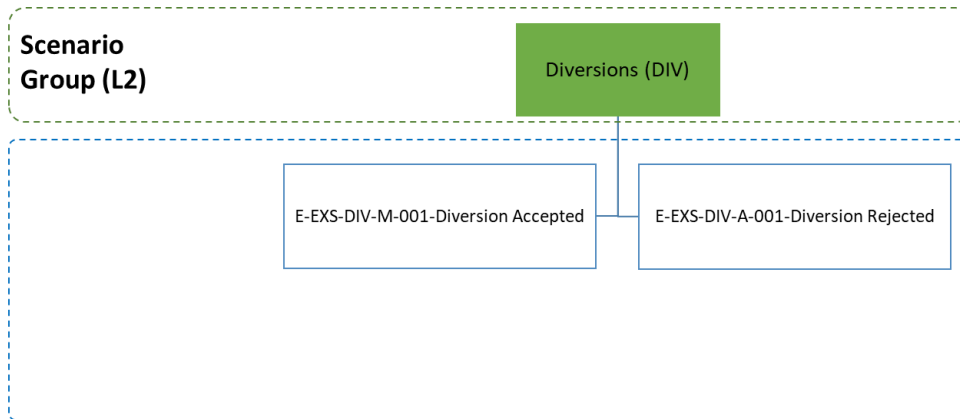 Scenario
Group (L2)
Diversions (DIV)
E-EXS-DIV-M-001-Diversion Accepted
E-EXS-DIV-A-001-Diversion Rejected